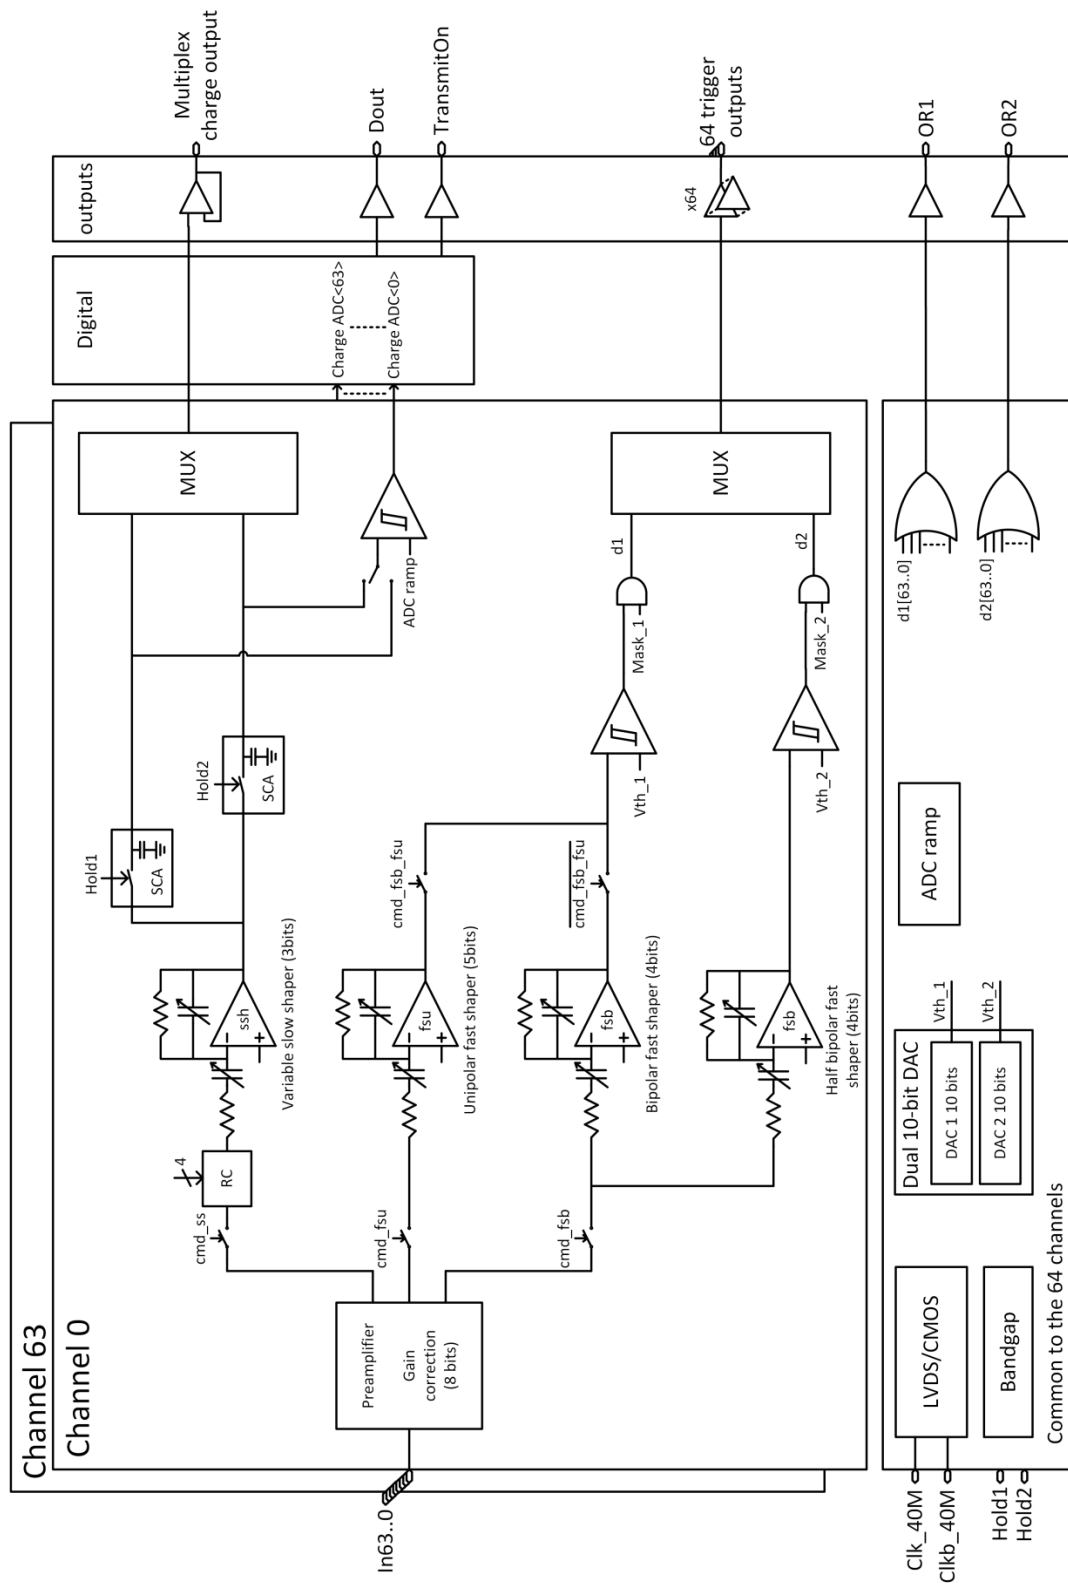 Channel 63
Channel 0
In63..0
Preamplifier
Gain
correction
(8 bits)
cmd_ss
4
RC
ssh
-
+
Variable slow shaper (3bits)
Hold1
SCA
Hold2
SCA
MUX
ADC ramp
cmd_fsu
fsu
-
+
Unipolar fast shaper (5bits)
cmd_fsb_fsu
cmd_fsb
fsb
-
+
Bipolar fast shaper (4bits)
cmd_fsb_fsu
Vth_1
Mask_1
d1
fsb
-
+
Half bipolar fast
shaper (4bits)
Vth_2
Mask_2
d2
MUX
Digital
Charge ADC<63>
Charge ADC<0>
outputs
x64
Multiplex
charge output
Dout
TransmitOn
64 trigger
outputs
OR1
OR2
Clk_40M
Clkb_40M
Hold1
Hold2
LVDS/CMOS
Bandgap
Dual 10-bit DAC
DAC 1 10 bits
DAC 2 10 bits
Vth_1
Vth_2
ADC ramp
d1[63..0]
d2[63..0]
Common to the 64 channels